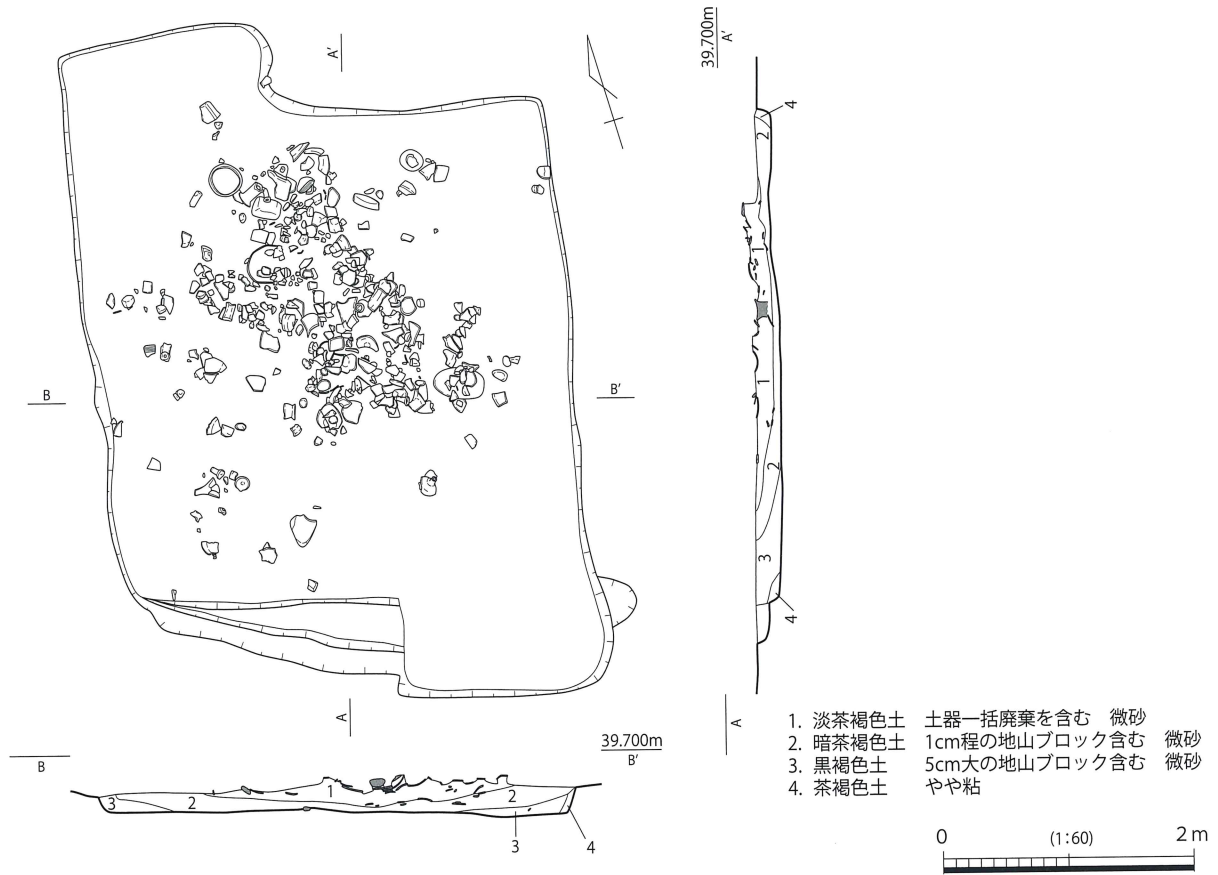 A'
39.700m
A'
4
2
1
B
B'
1
2
3
4
A
A
39.700m
B
B'
3
2
1
2
3
4
1. 淡茶褐色土　土器一括廃棄を含む　微砂
2. 暗茶褐色土　1cm程の地山ブロック含む　微砂
3. 黒褐色土　5cm大の地山ブロック含む　微砂
4. 茶褐色土　やや粘
0　(1:60)　2 m